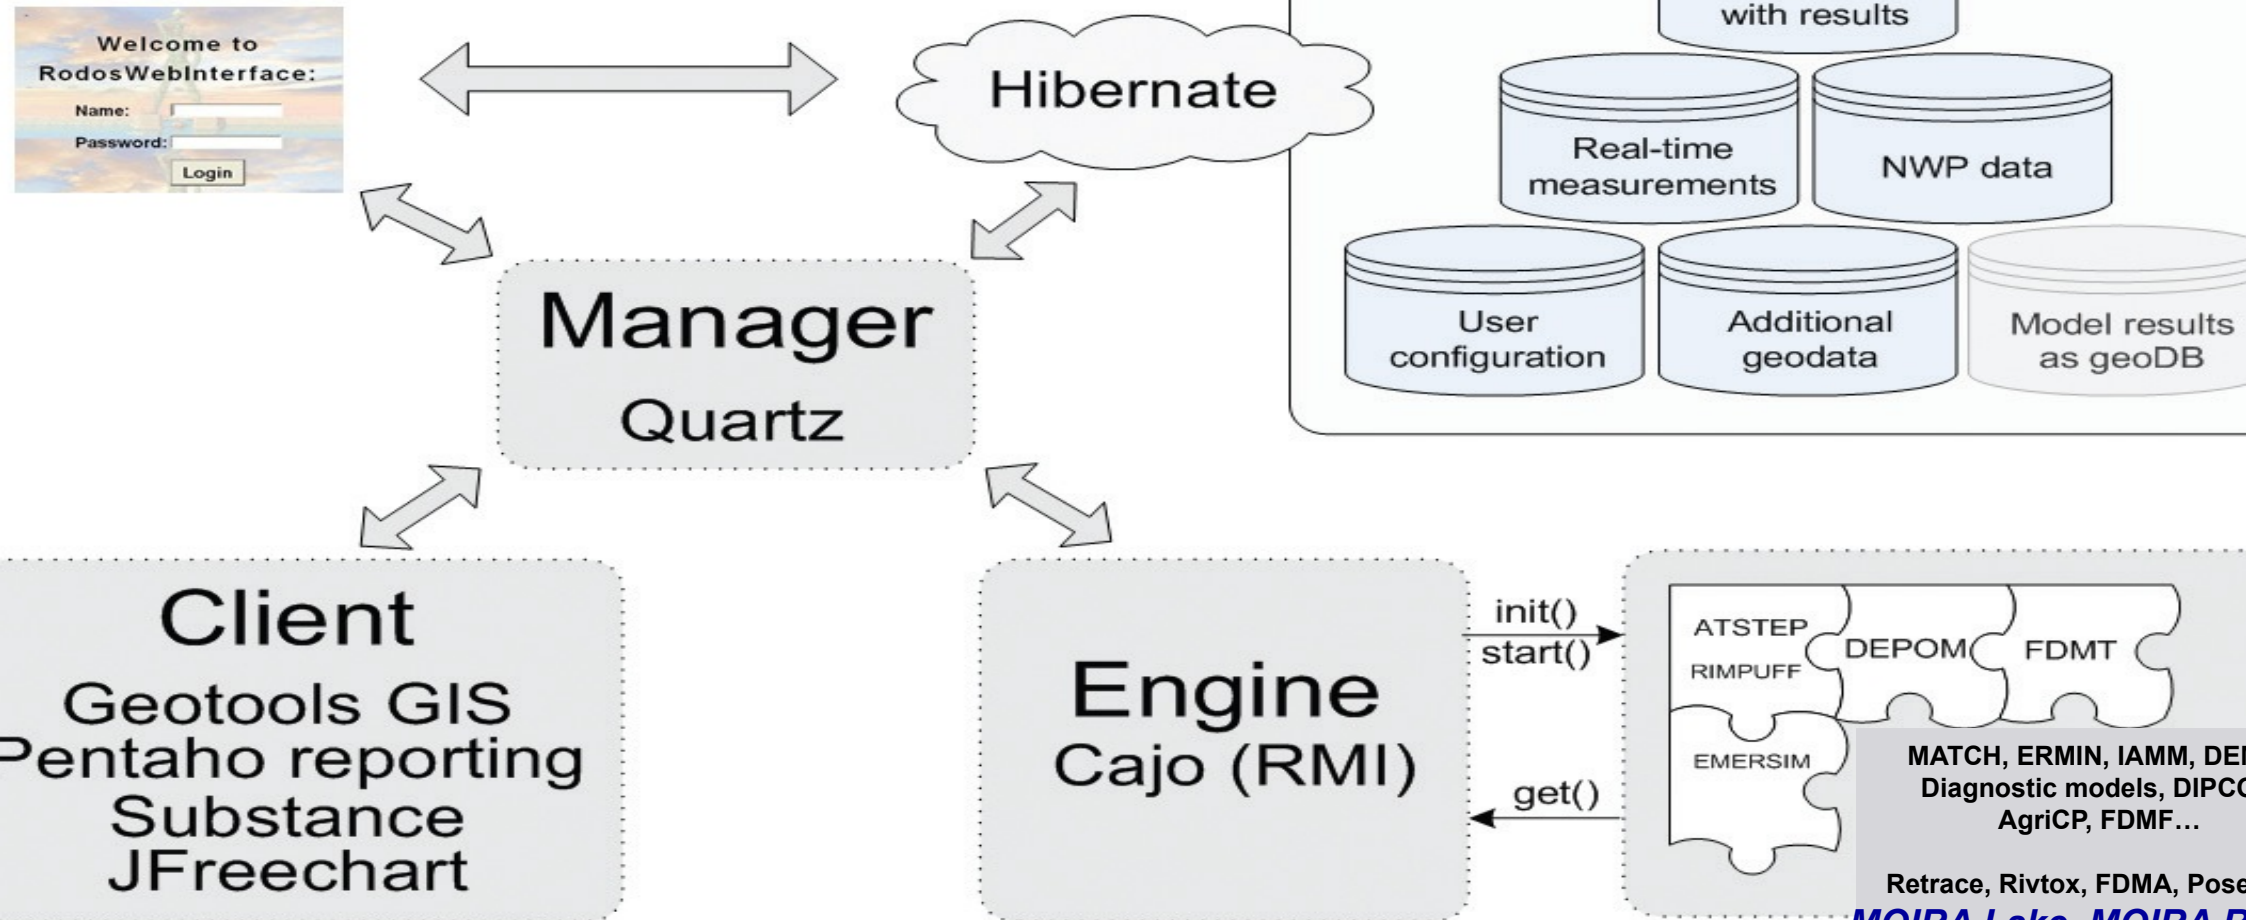 Welcome to
RodosWebInterface:
Name:
Password:
Login
Hibernate
with results
Real-time
measurements
NWP data
User
configuration
Additional
geodata
Model results
as geoDB
Manager
Quartz
Client
Geotools GIS
Pentaho reporting
Substance
JFreechart
Engine
Cajo (RMI)
init()
start()
get()
ATSTEP
RIMPUFF
DEPOM
FDMT
EMERSIM
MATCH, ERMIN, IAMM,
Diagnostic models,
AgriCP, FDMF…
Retrace, Rivtox, FDMA,